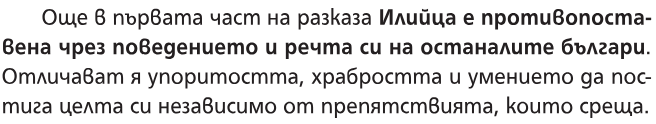 Още в първата част на разказа Илийца е противопоста-
вена чрез поведението и речта си на останалите българи.
Отличават я упоритостта, храбростта и умението да пос-
тига целта си независимо от препятствията, които среща.